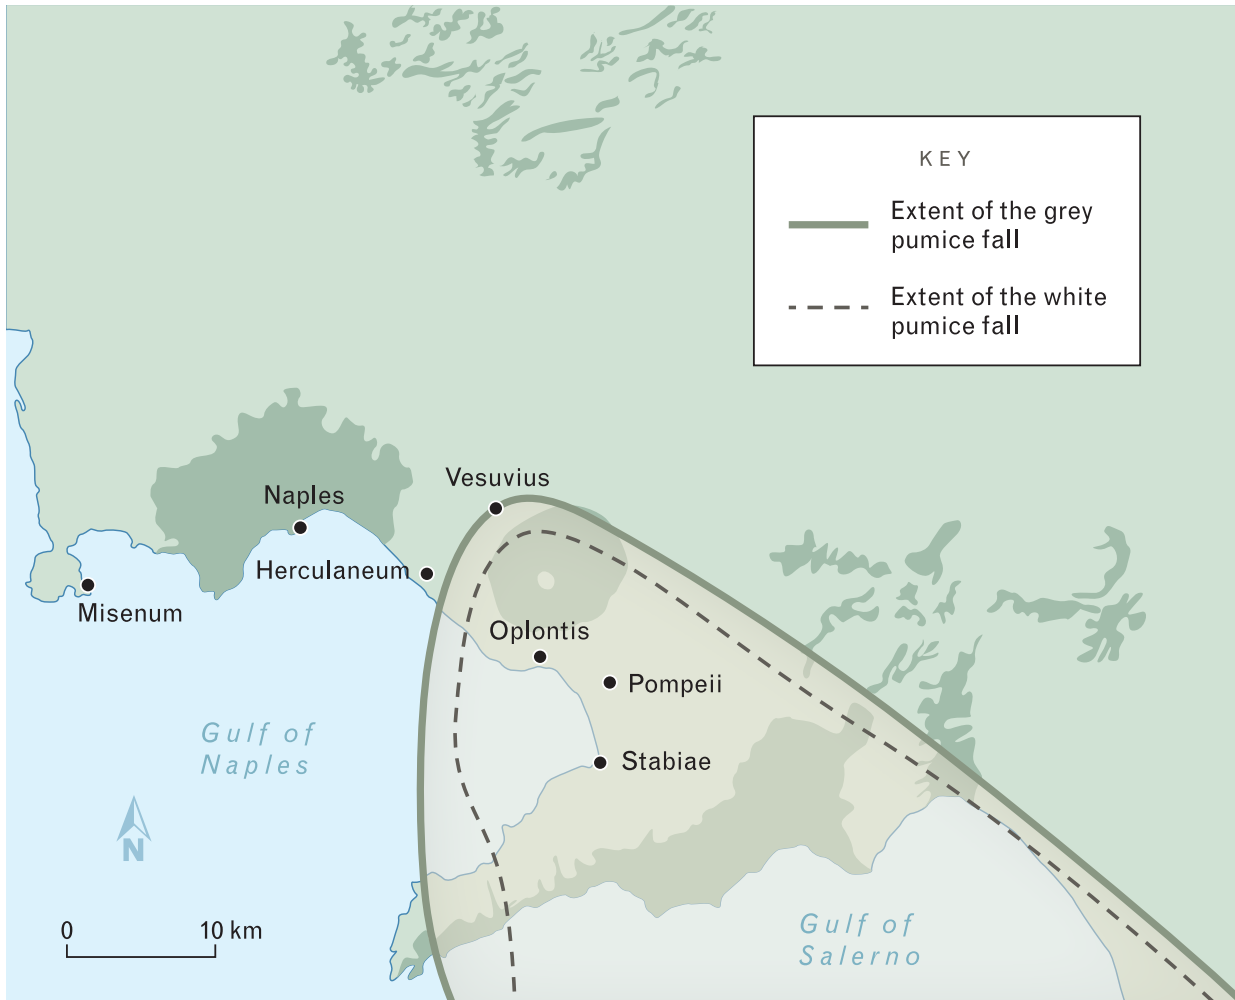 KEY
Extent of the grey
pumice fall
Extent of the white
pumice fall
Vesuvius
Naples
Herculaneum
Misenum
Oplontis
Pompeii
Stabiae
Gulf of
Naples
N
0 10 km
Gulf of
Salerno